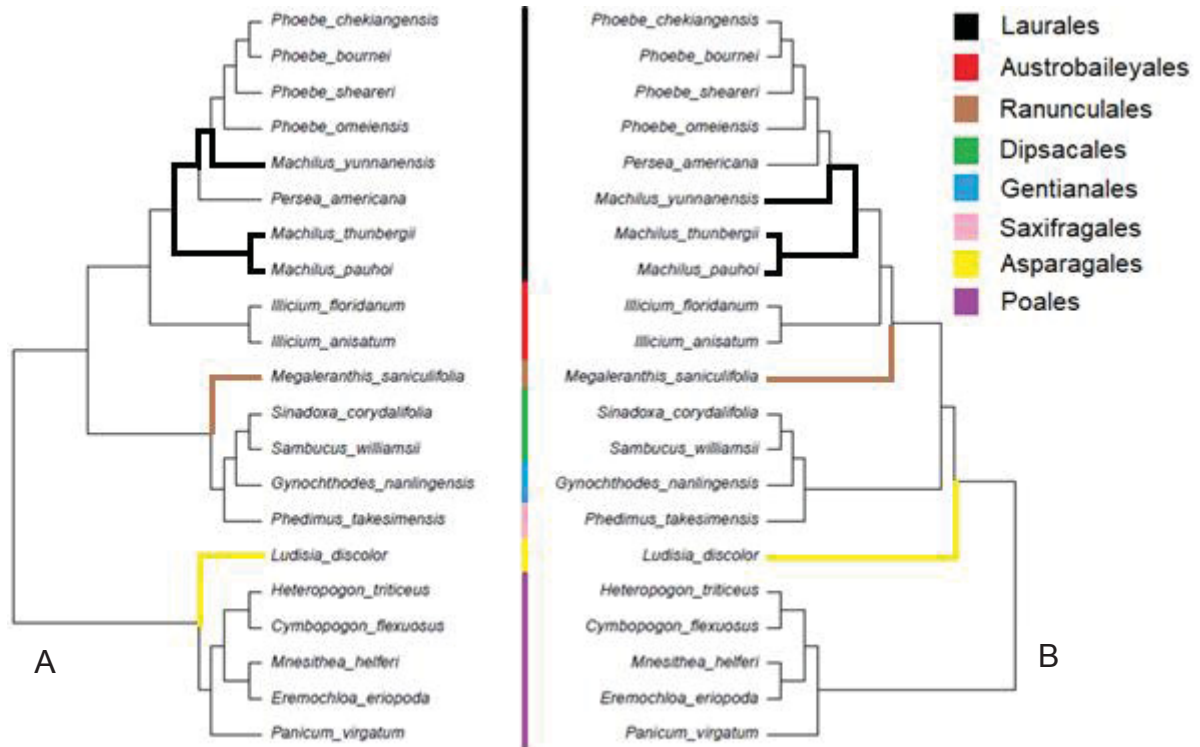 Phoebe_chekiangensis
Phoebe_bournei
Phoebe_sheareri
Phoebe_omeiensis
Machilus_yunnanensis
Persea_americana
Machilus_thunbergii
Machilus_pauhoi
Illicium_floridanum
Illicium_anisatum
Megaleranthis_saniculifolia
Sinadoxa_corydalifolia
Sambucus_williamsii
Gynochthodes_nanlingensis
Phedimus_takesimensis
Ludisia_discolor
Heteropogon_triticeus
Cymbopogon_flexuosus
Mnesithea_helferi
Eremochloa_eriopoda
Panicum_virgatum
A
Phoebe_chekiangensis
Phoebe_bournei
Phoebe_sheareri
Phoebe_omeiensis
Persea_americana
Machilus_yunnanensis
Machilus_thunbergii
Machilus_pauhoi
Illicium_floridanum
Illicium_anisatum
Megaleranthis_saniculifolia
Sinadoxa_corydalifolia
Sambucus_williamsii
Gynochthodes_nanlingensis
Phedimus_takesimensis
Ludisia_discolor
Heteropogon_triticeus
Cymbopogon_flexuosus
Mnesithea_helferi
Eremochloa_eriopoda
Panicum_virgatum
B
Laurales
Austrobaileyales
Ranunculales
Dipsacales
Gentianales
Saxifragales
Asparagales
Poales